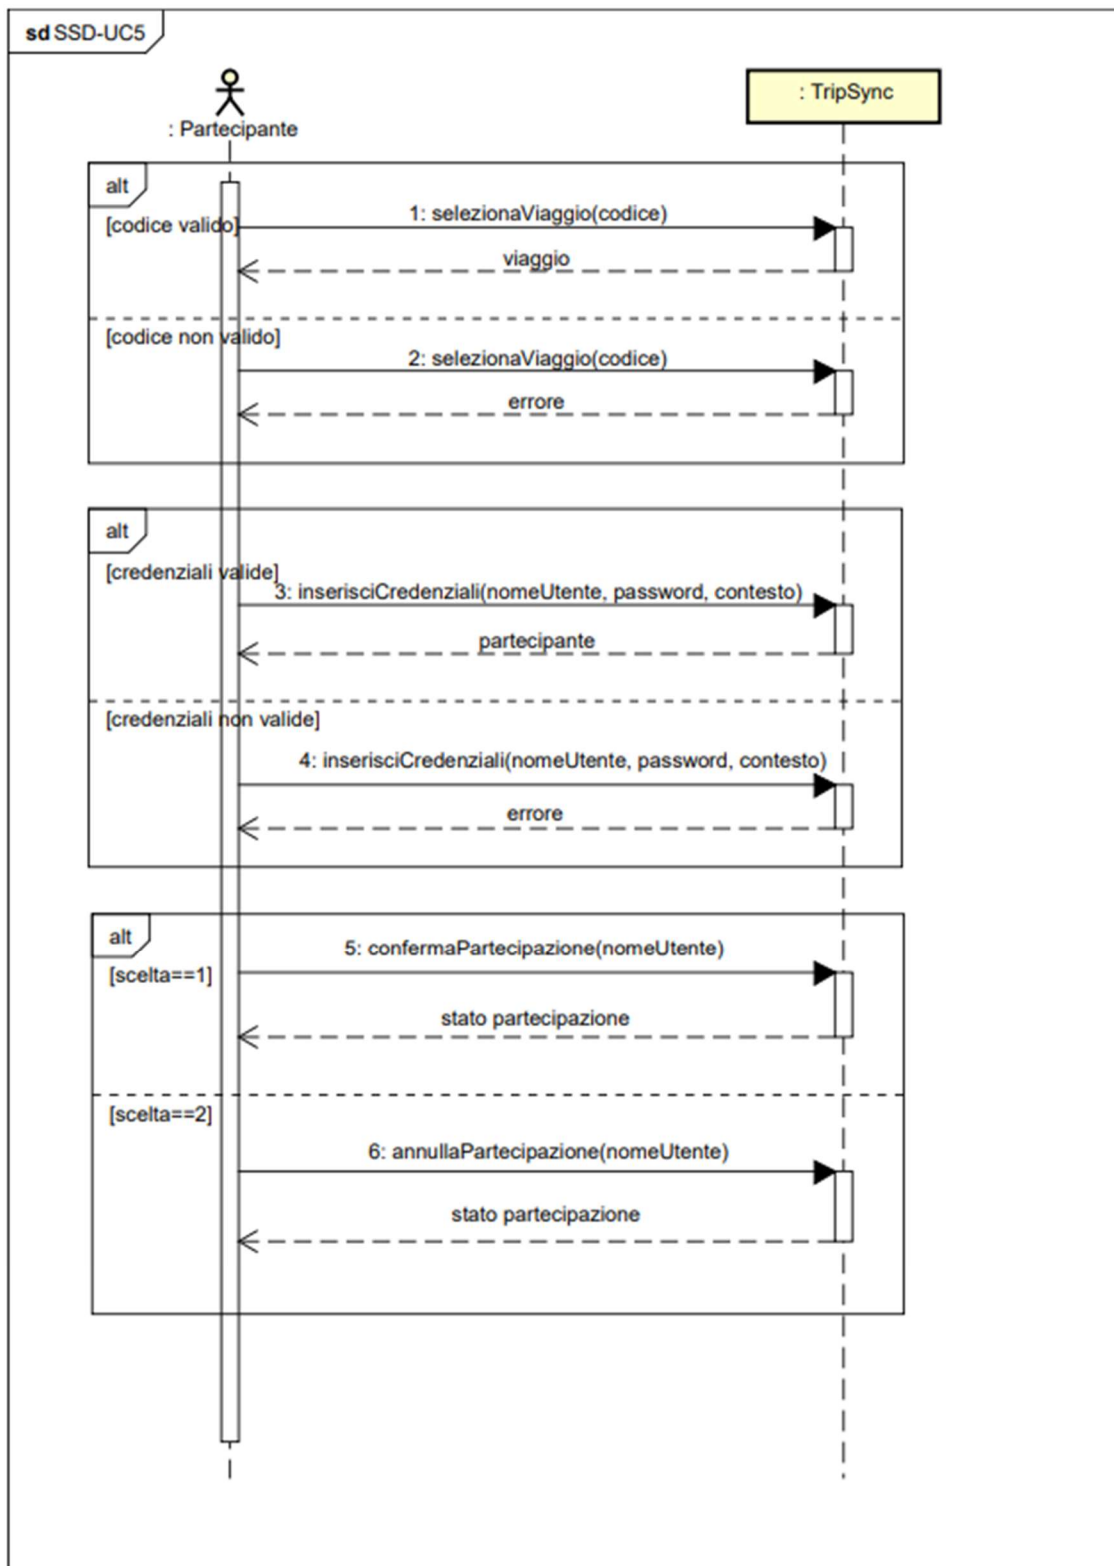 sd SSD-UC5
: Partecipante
: TripSync
alt
[codice valido]
1: selezionaViaggio(codice)
viaggio
[codice non valido]
2: selezionaViaggio(codice)
errore
alt
[credenziali valide]
3: inserisciCredenziali(nomeUtente, password, contesto)
partecipante
[credenziali non valide]
4: inserisciCredenziali(nomeUtente, password, contesto)
errore
alt
[scelta==1]
5: confermaPartecipazione(nomeUtente)
stato partecipazione
[scelta==2]
6: annullaPartecipazione(nomeUtente)
stato partecipazione